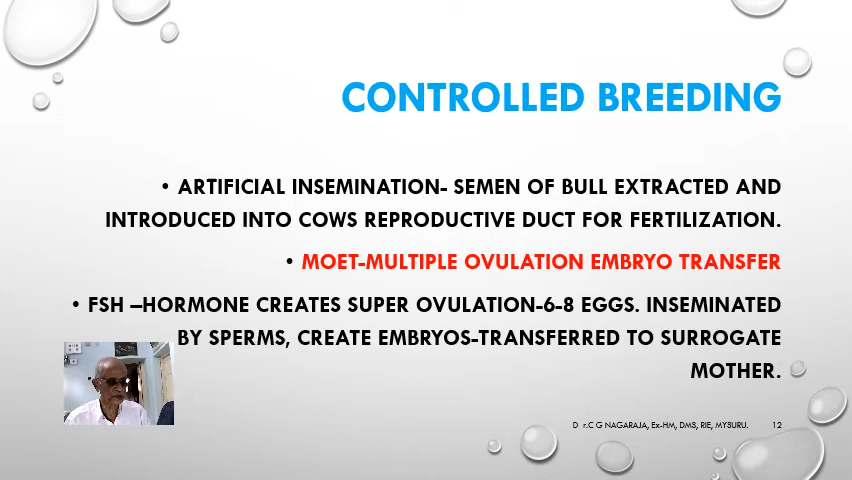 CONTROLLED BREEDING
• ARTIFICIAL INSEMINATION- SEMEN OF BULL EXTRACTED AND
INTRODUCED INTO COWS REPRODUCTIVE DUCT FOR FERTILIZATION.
• MOET-MULTIPLE OVULATION EMBRYO TRANSFER
• FSH –HORMONE CREATES SUPER OVULATION-6-8 EGGS. INSEMINATED
BY SPERMS, CREATE EMBRYOS-TRANSFERRED TO SURROGATE
MOTHER.
D r.C G NAGARAJA, Ex-HM, DMS, RIE, MYSURU. 12